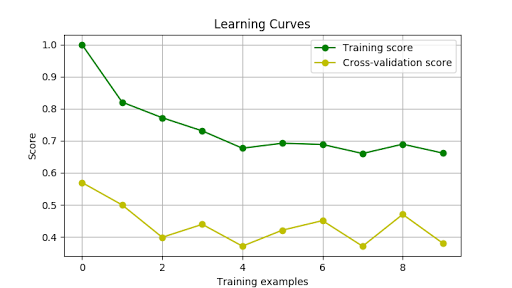 Learning Curves
Training score
Cross-validation score
1.0
0.9
0.8
0.7
0.6
0.5
0.4
Score
0 2 4 6 8
Training examples